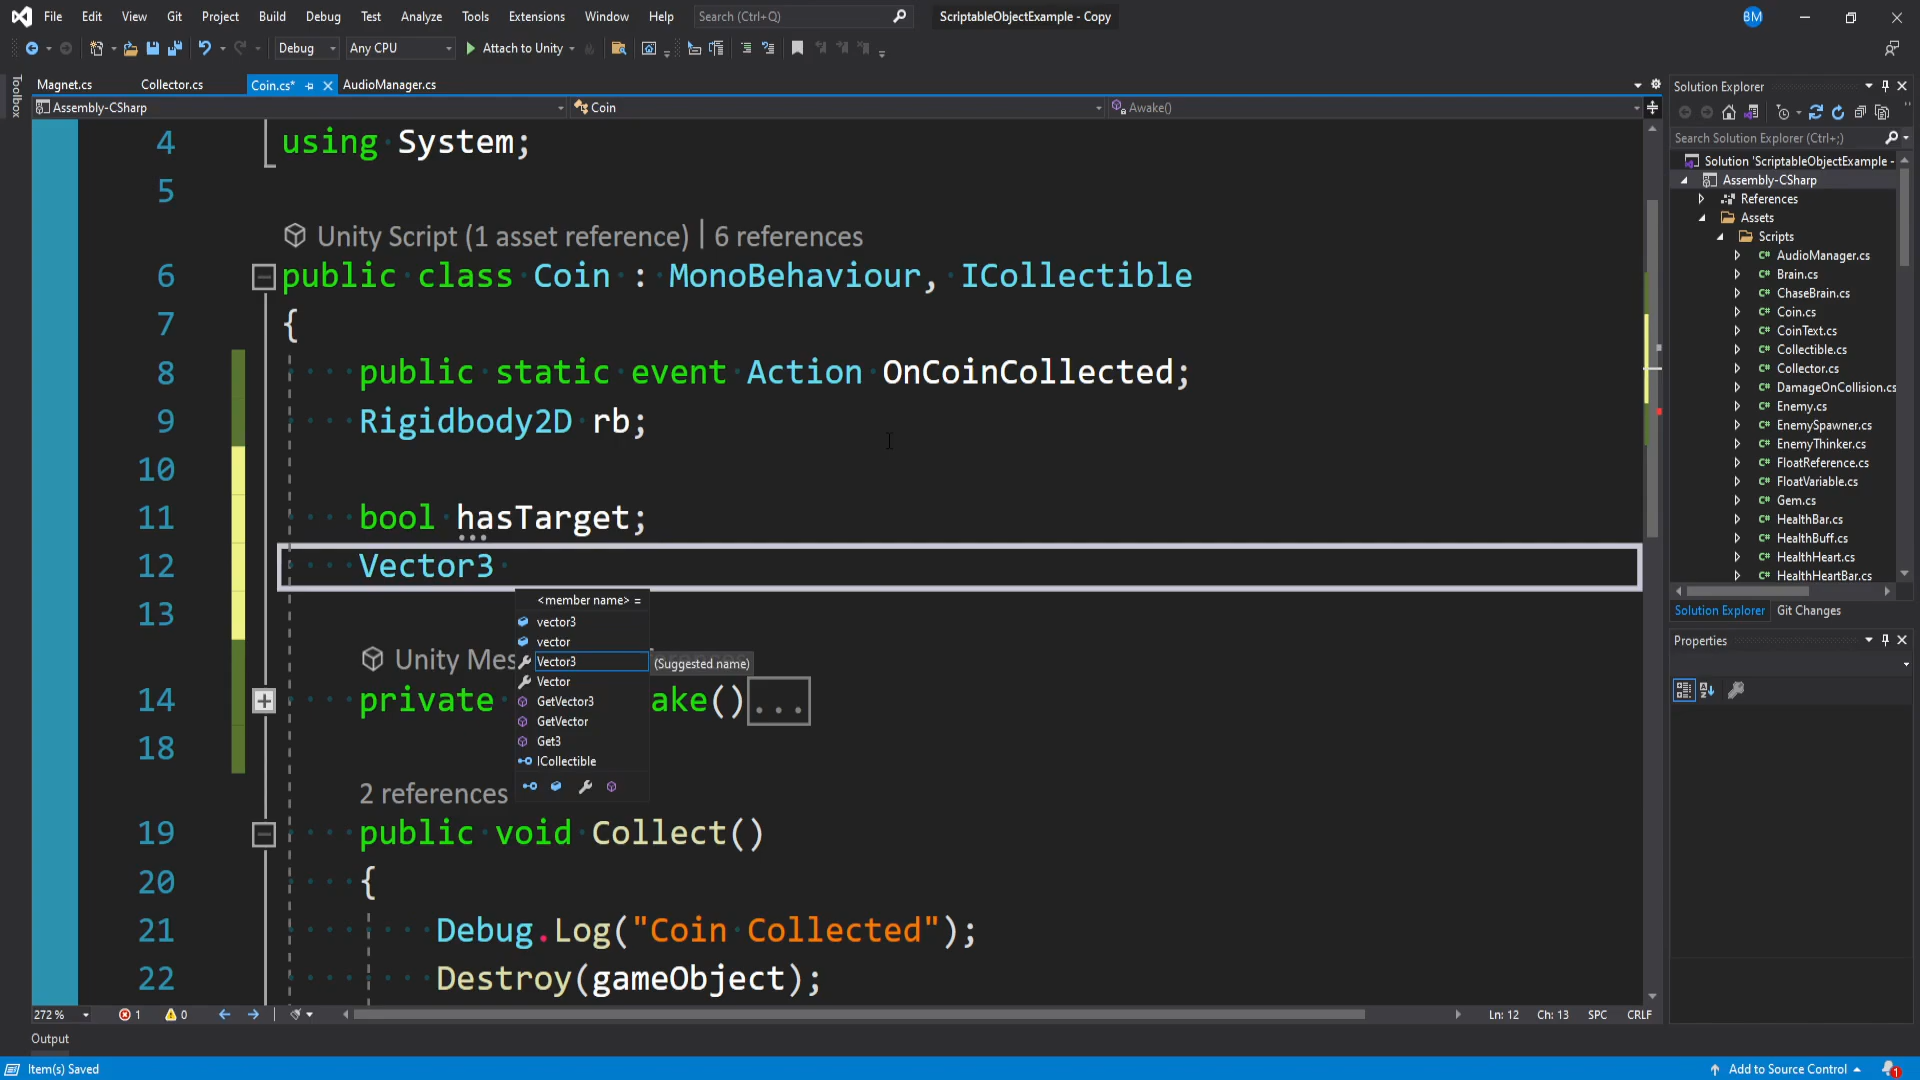 File Edit View Git Project Build Debug Test Analyze Tools Extensions Window Help Search (Ctrl+Q) ScriptableObjectExample - Copy BM
Debug Any CPU Attach to Unity
Magnet.cs Collector.cs Coin.cs* AudioManager.cs
Assembly-CSharp Coin Awake()
Toolbox
4 using System;
5
Unity Script (1 asset reference) | 6 references
6 public class Coin : MonoBehaviour, ICollectible
7 {
8 public static event Action OnCoinCollected;
9 Rigidbody2D rb;
10
11 bool hasTarget;
12 Vector3
13
<member name> =
vector3
vector
Vector3 (Suggested name)
Vector
GetVector3
GetVector
Get3
ICollectible
Unity Mes
14 private ake()...
18
2 references
19 public void Collect()
20 {
21 Debug.Log("Coin Collected");
22 Destroy(gameObject);
272 % 1 0 Ln: 12 Ch: 13 SPC CRLF
Output
Item(s) Saved Add to Source Control 1
Solution Explorer
Search Solution Explorer (Ctrl+;)
Solution 'ScriptableObjectExample -
Assembly-CSharp
References
Assets
Scripts
C# AudioManager.cs
C# Brain.cs
C# ChaseBrain.cs
C# Coin.cs
C# CoinText.cs
C# Collectible.cs
C# Collector.cs
C# DamageOnCollision.cs
C# Enemy.cs
C# EnemySpawner.cs
C# EnemyThinker.cs
C# FloatReference.cs
C# FloatVariable.cs
C# Gem.cs
C# HealthBar.cs
C# HealthBuff.cs
C# HealthHeart.cs
C# HealthHeartBar.cs
Solution Explorer Git Changes
Properties